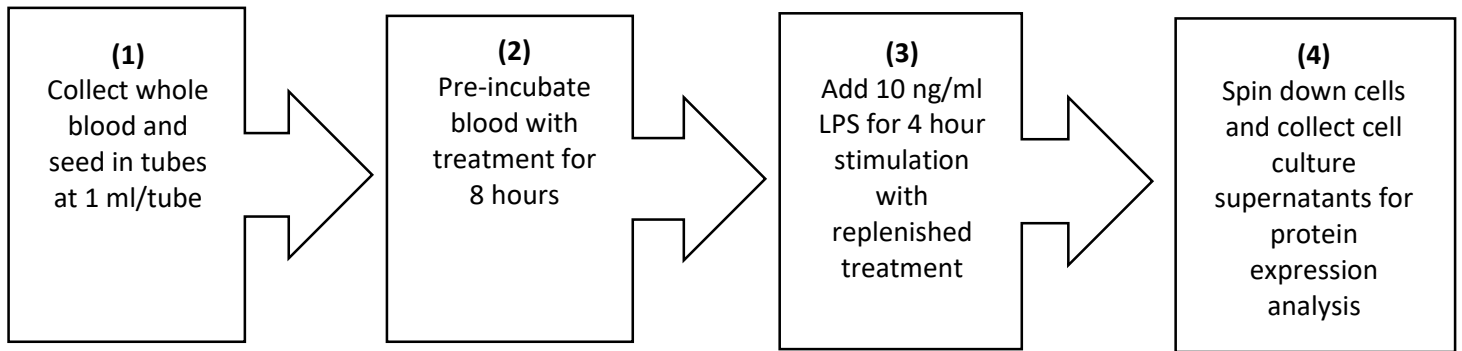 (1)
Collect whole
blood and
seed in tubes
at 1 ml/tube
(2)
Pre-incubate
blood with
treatment for
8 hours
(3)
Add 10 ng/ml
LPS for 4 hour
stimulation
with
replenished
treatment
(4)
Spin down cells
and collect cell
culture
supernatants for
protein
expression
analysis